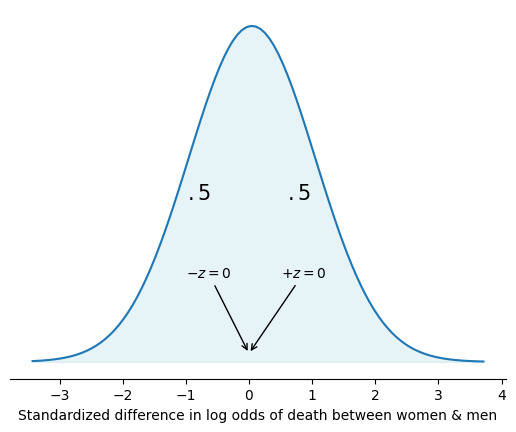 .5 .5
−z = 0 +z = 0
−3 −2 −1 0 1 2 3 4
Standardized difference in log odds of death between women & men